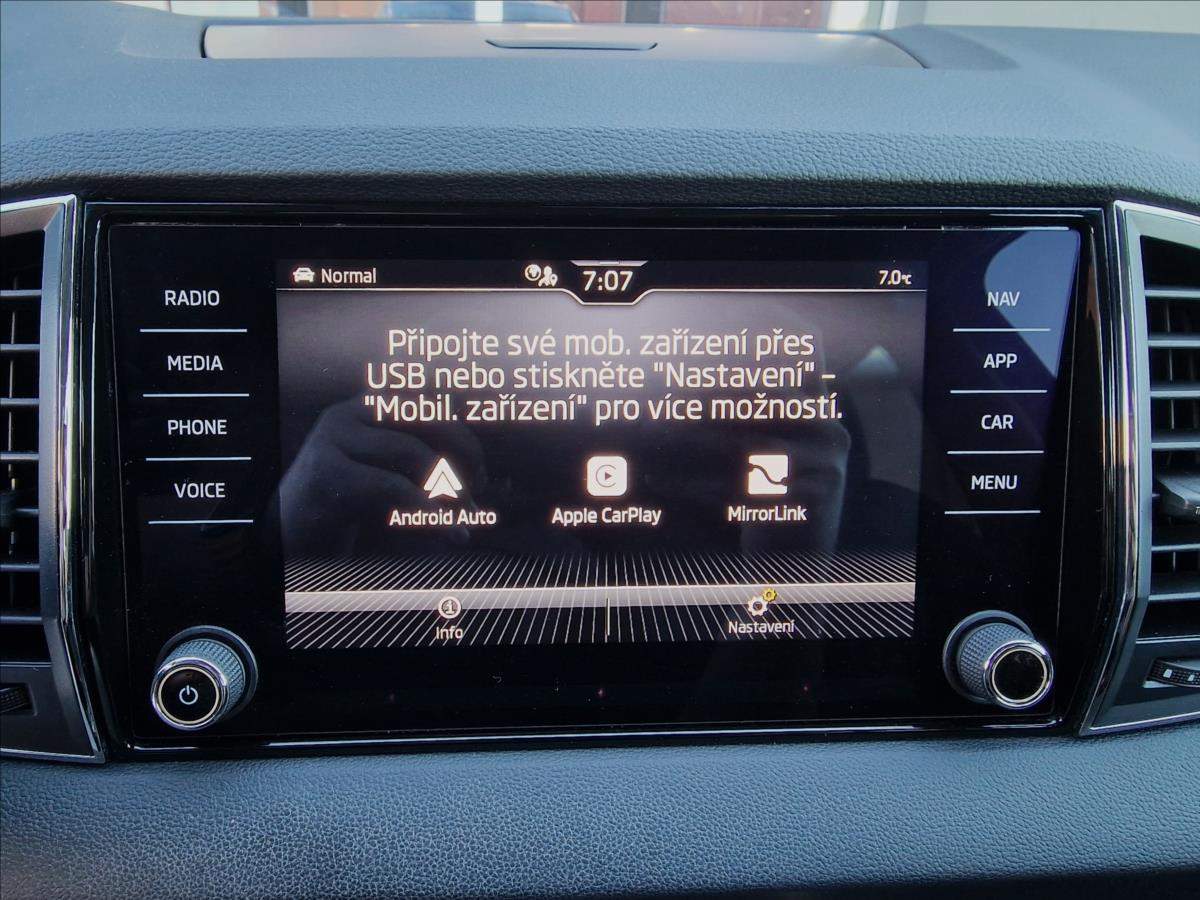 Normal
7:07
7.0°C
RADIO
MEDIA
PHONE
VOICE
Připojte své mob. zařízení přes
USB nebo stiskněte "Nastavení" –
"Mobil. zařízení" pro více možností.
Android Auto
Apple CarPlay
MirrorLink
Info
Nastavení
NAV
APP
CAR
MENU